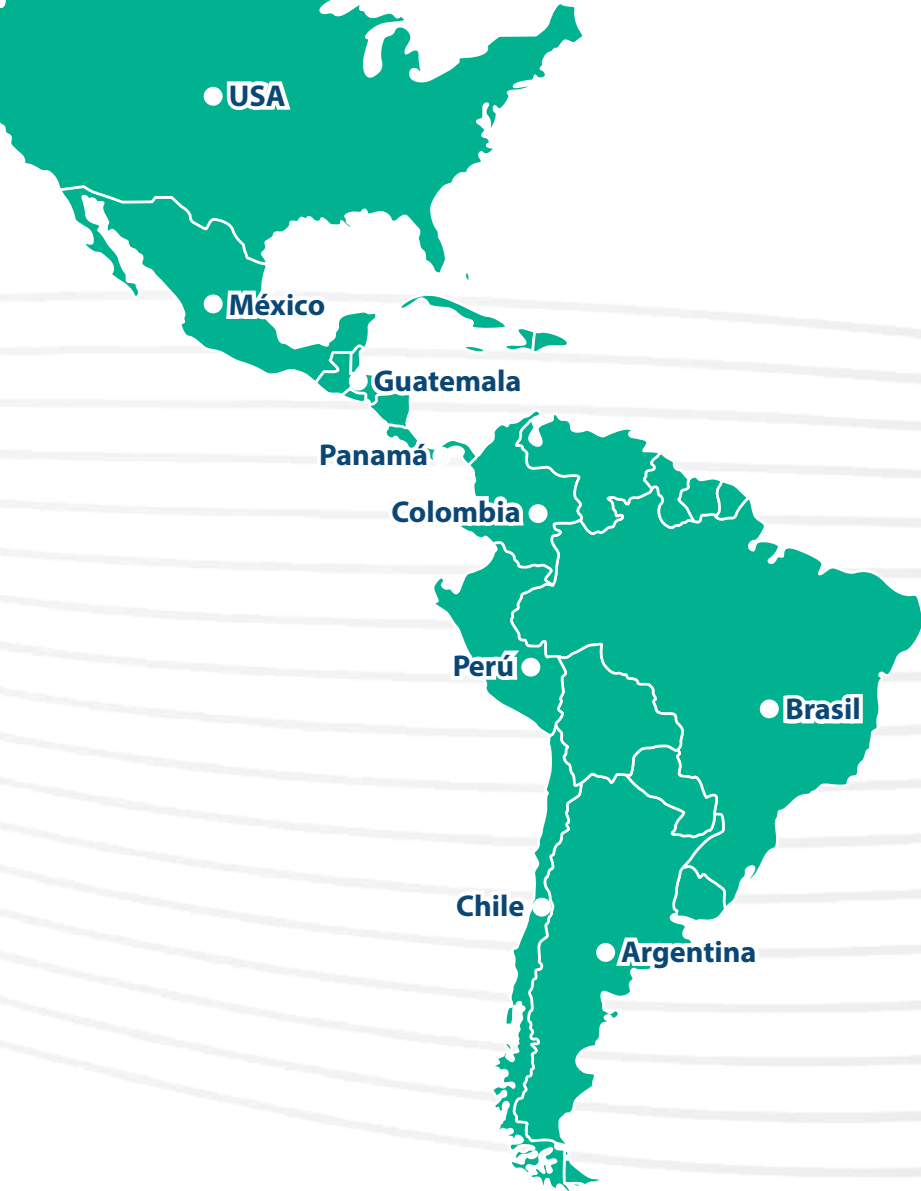 USA
México
Guatemala
Panamá
Colombia
Perú
Brasil
Chile
Argentina